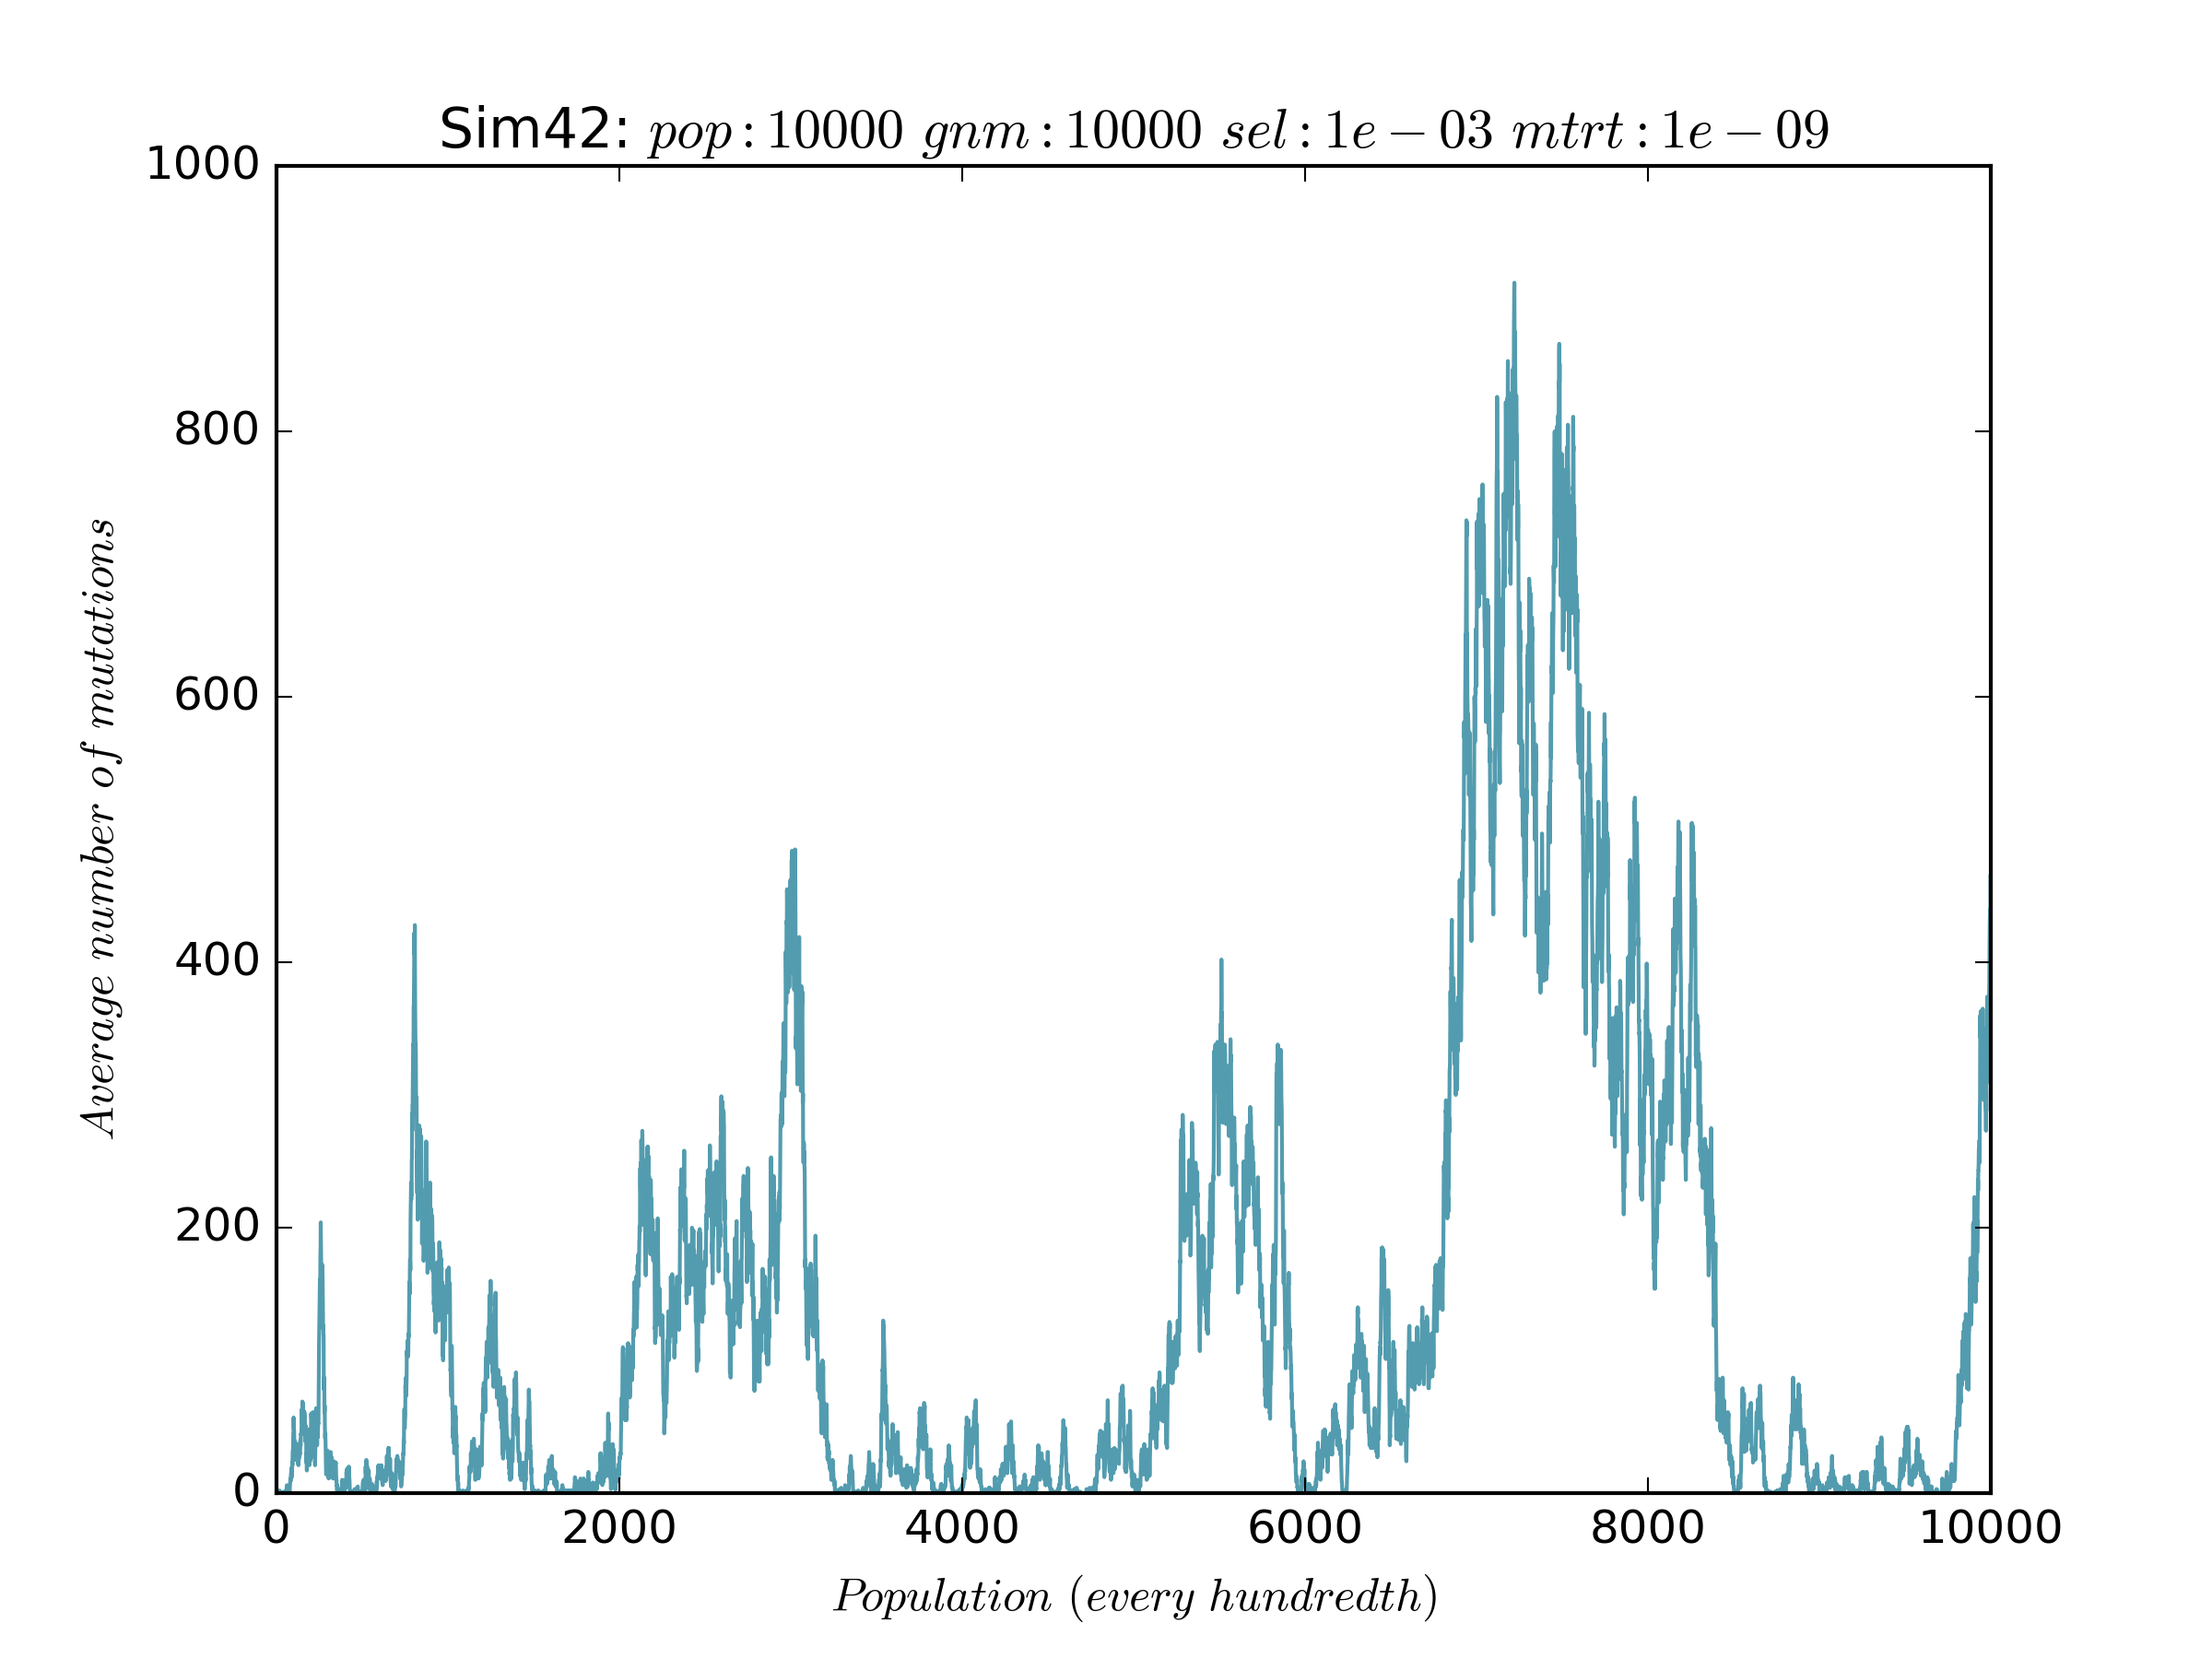 Sim42: pop : 10000 gnm : 10000 sel : 1e − 03 mtrt : 1e − 09
1000
800
600
400
200
0
Average number of mutations
0 2000 4000 6000 8000 10000
Population (every hundredth)